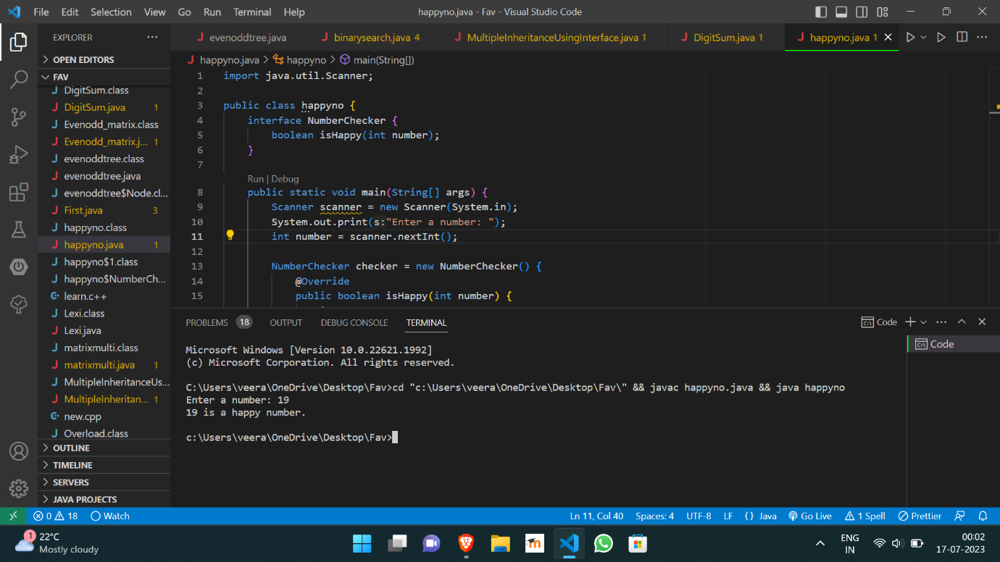 File Edit Selection View Go Run Terminal Help
happyno.java - Fav - Visual Studio Code
EXPLORER
OPEN EDITORS
FAV
DigitSum.class
DigitSum.java 1
Evenodd_matrix.class
Evenodd_matrix.j... 1
evenoddtree.class
evenoddtree.java
evenoddtree$Node.cl...
First.java 3
happyno.class
happyno.java 1
happyno$1.class
happyno$NumberCh...
learn.c++
Lexi.class
Lexi.java
matrixmulti.class
matrixmulti.java 1
MultipleInheritanceUs...
MultipleInheritan... 1
new.cpp
Overload.class
OUTLINE
TIMELINE
SERVERS
JAVA PROJECTS
evenoddtree.java binarysearch.java 4 MultipleInheritanceUsingInterface.java 1 DigitSum.java 1 happyno.java 1
happyno.java > happyno > main(String[])
1 import java.util.Scanner;
2
3 public class happyno {
4 interface NumberChecker {
5 boolean isHappy(int number);
6 }
7
Run | Debug
8 public static void main(String[] args) {
9 Scanner scanner = new Scanner(System.in);
10 System.out.print(s:"Enter a number: ");
11 int number = scanner.nextInt();
12
13 NumberChecker checker = new NumberChecker() {
14 @Override
15 public boolean isHappy(int number) {
PROBLEMS 18 OUTPUT DEBUG CONSOLE TERMINAL
Code
Code
Microsoft Windows [Version 10.0.22621.1992]
(c) Microsoft Corporation. All rights reserved.
C:\Users\veera\OneDrive\Desktop\Fav>cd "c:\Users\veera\OneDrive\Desktop\Fav\" && javac happyno.java && java happyno
Enter a number: 19
19 is a happy number.
c:\Users\veera\OneDrive\Desktop\Fav>
0 18 Watch
Ln 11, Col 40 Spaces: 4 UTF-8 LF {} Java Go Live 1 Spell Prettier
1
22°C
Mostly cloudy
m
ENG
IN
00:02
17-07-2023